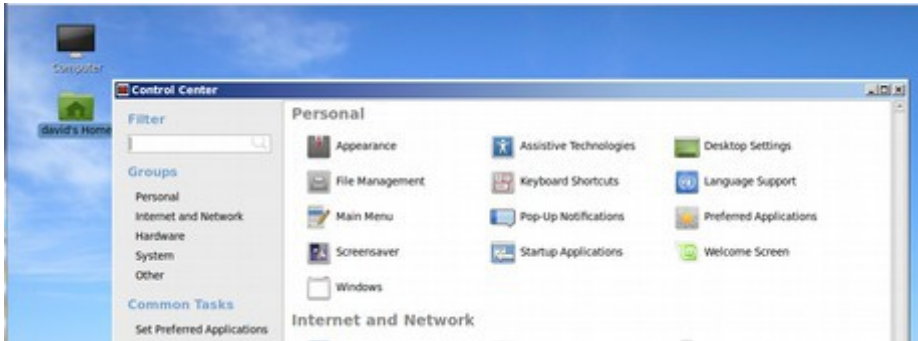 Computer
david's Home
Control Center
Filter
Groups
Personal
Internet and Network
Hardware
System
Other
Common Tasks
Set Preferred Applications
Personal
Appearance Assistive Technologies Desktop Settings
File Management Keyboard Shortcuts Language Support
Main Menu Pop-Up Notifications Preferred Applications
Screensaver Startup Applications Welcome Screen
Windows
Internet and Network